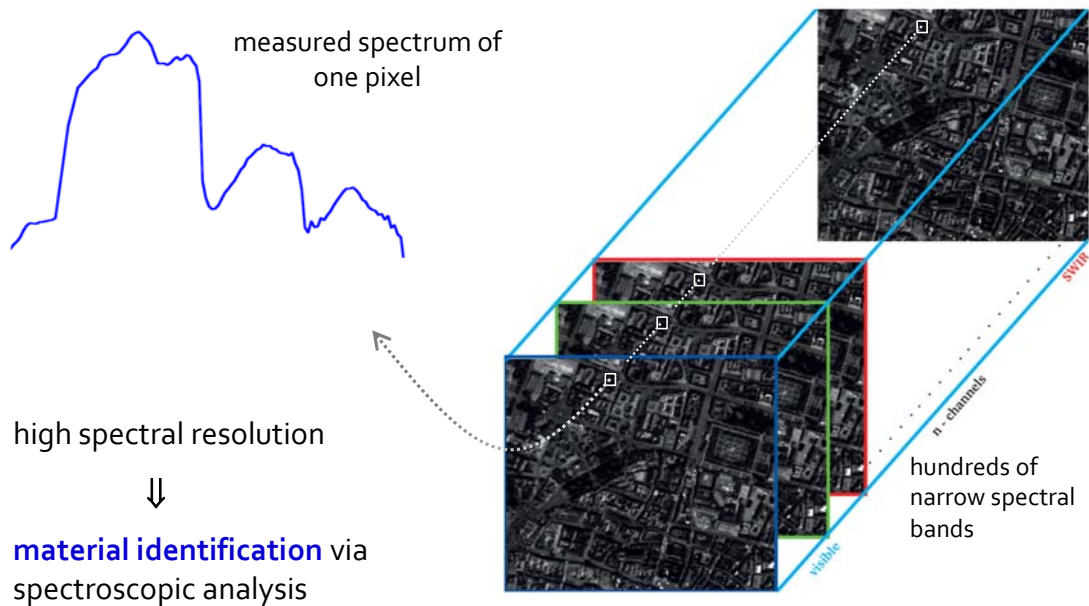 measured spectrum of
one pixel
SWIR
n - channels
visible
hundreds of
narrow spectral
bands
high spectral resolution
⇓
material identification via
spectroscopic analysis